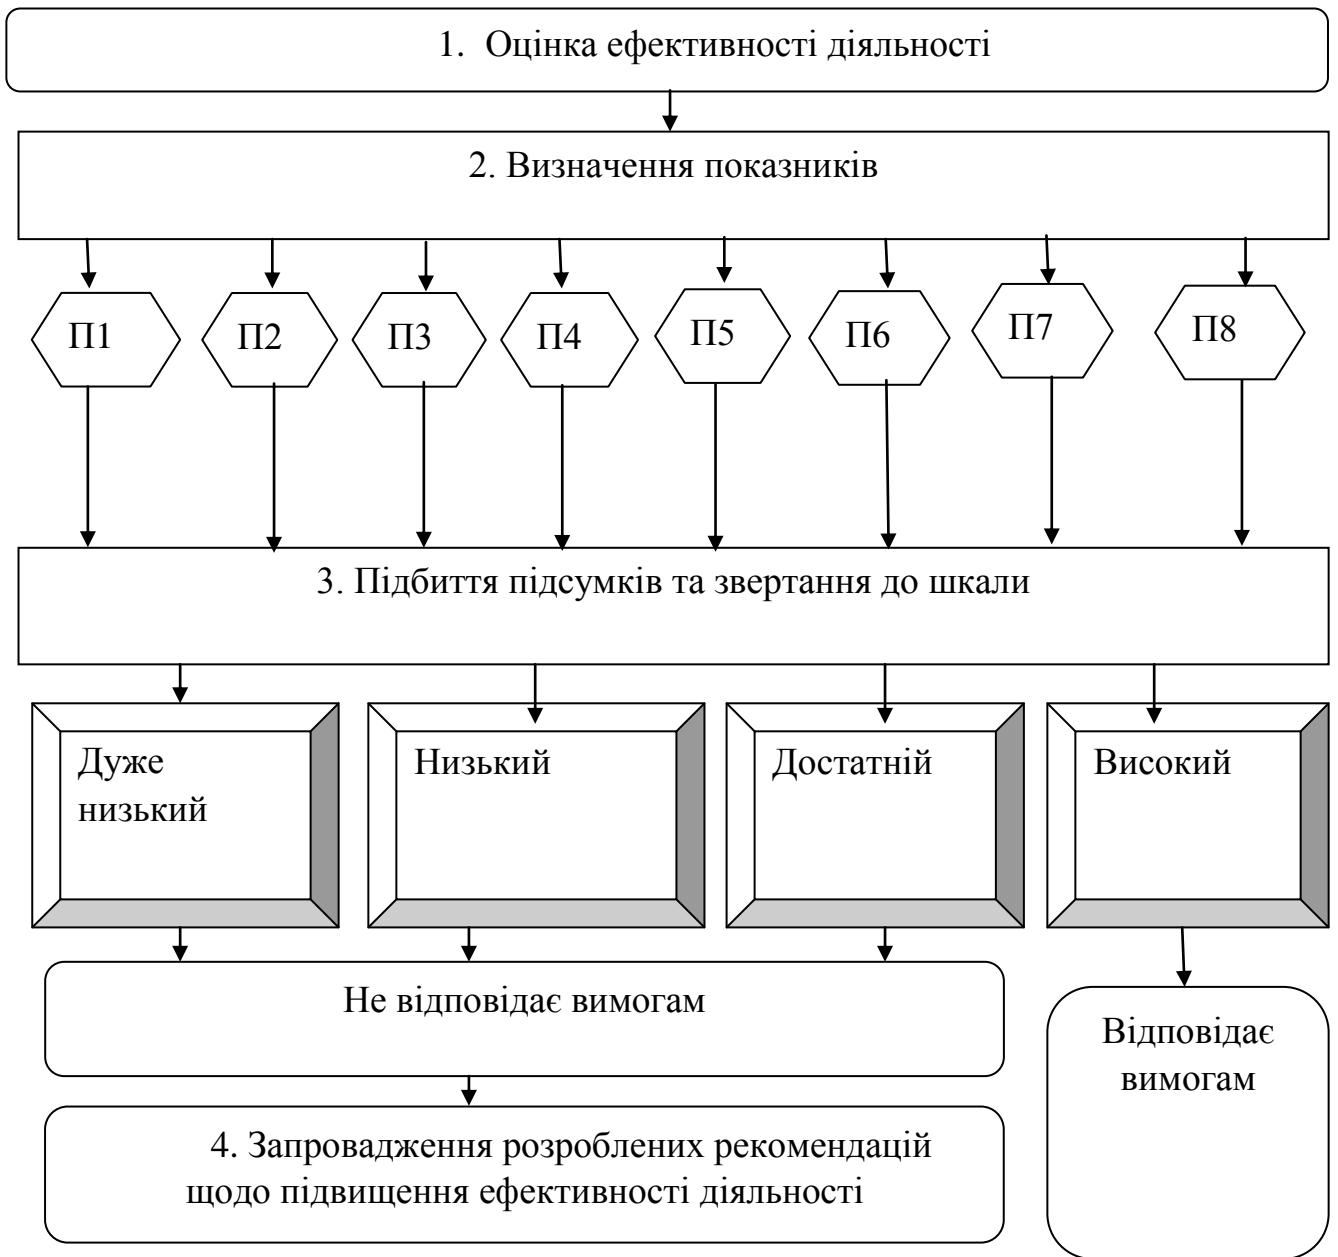 1. Оцінка ефективності діяльності
2. Визначення показників
П1
П2
П3
П4
П5
П6
П7
П8
3. Підбиття підсумків та звертання до шкали
Дуже
низький
Низький
Достатній
Високий
Не відповідає вимогам
Відповідає
вимогам
4. Запровадження розроблених рекомендацій
щодо підвищення ефективності діяльності